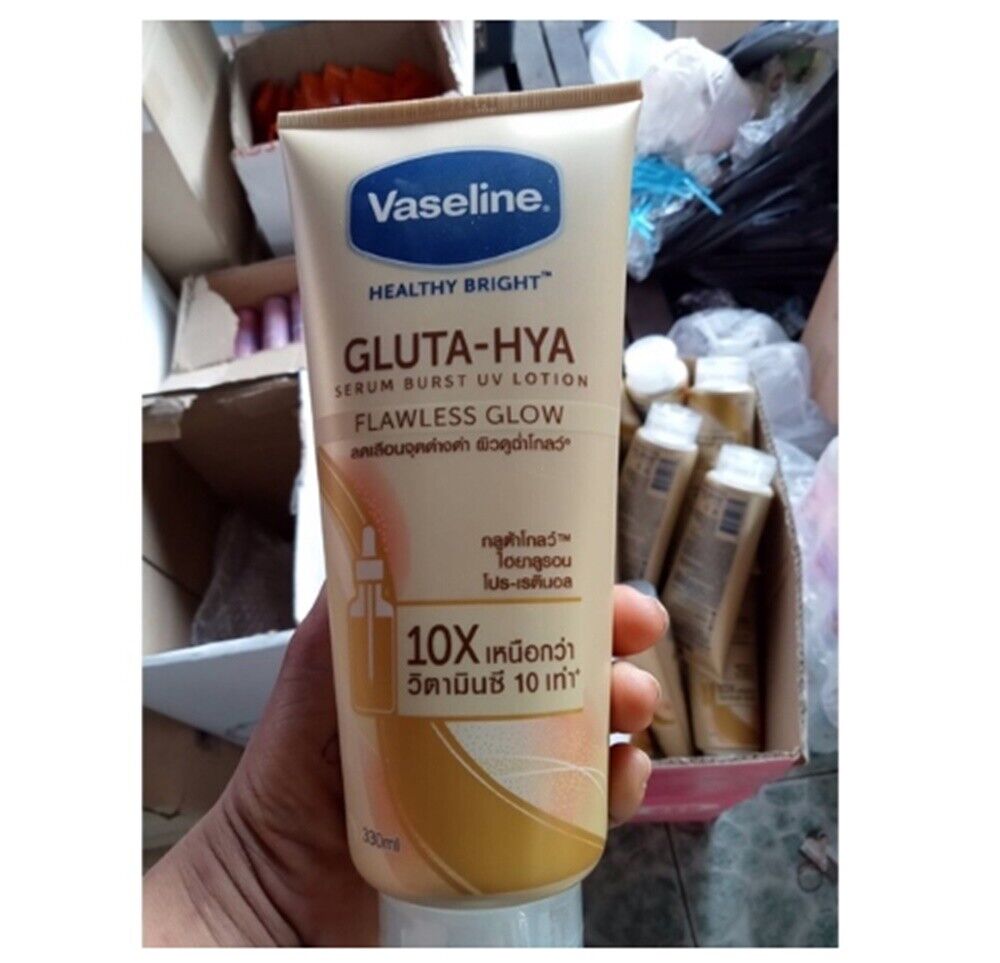 Vaseline®
HEALTHY BRIGHT™
GLUTA-HYA
SERUM BURST UV LOTION
FLAWLESS GLOW
ลดเลือนจุดด่างดำ ผิวดูฉ่ำโกลว์
กลูต้าโกลว์™
ไฮยาลูรอน
โปร-เรตินอล
10X เหนือกว่า
วิตามินซี 10 เท่า
330ml